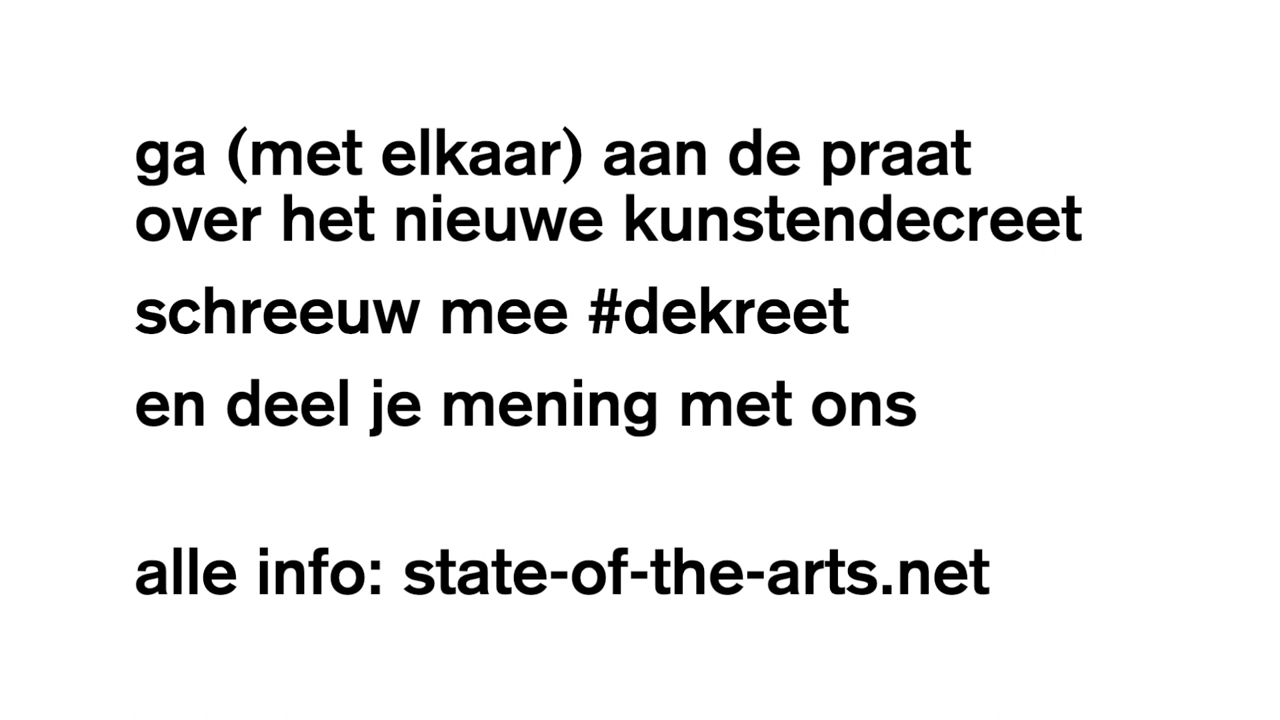 ga (met elkaar) aan de praat
over het nieuwe kunstendecreet
schreeuw mee #dekreet
en deel je mening met ons
alle info: state-of-the-arts.net